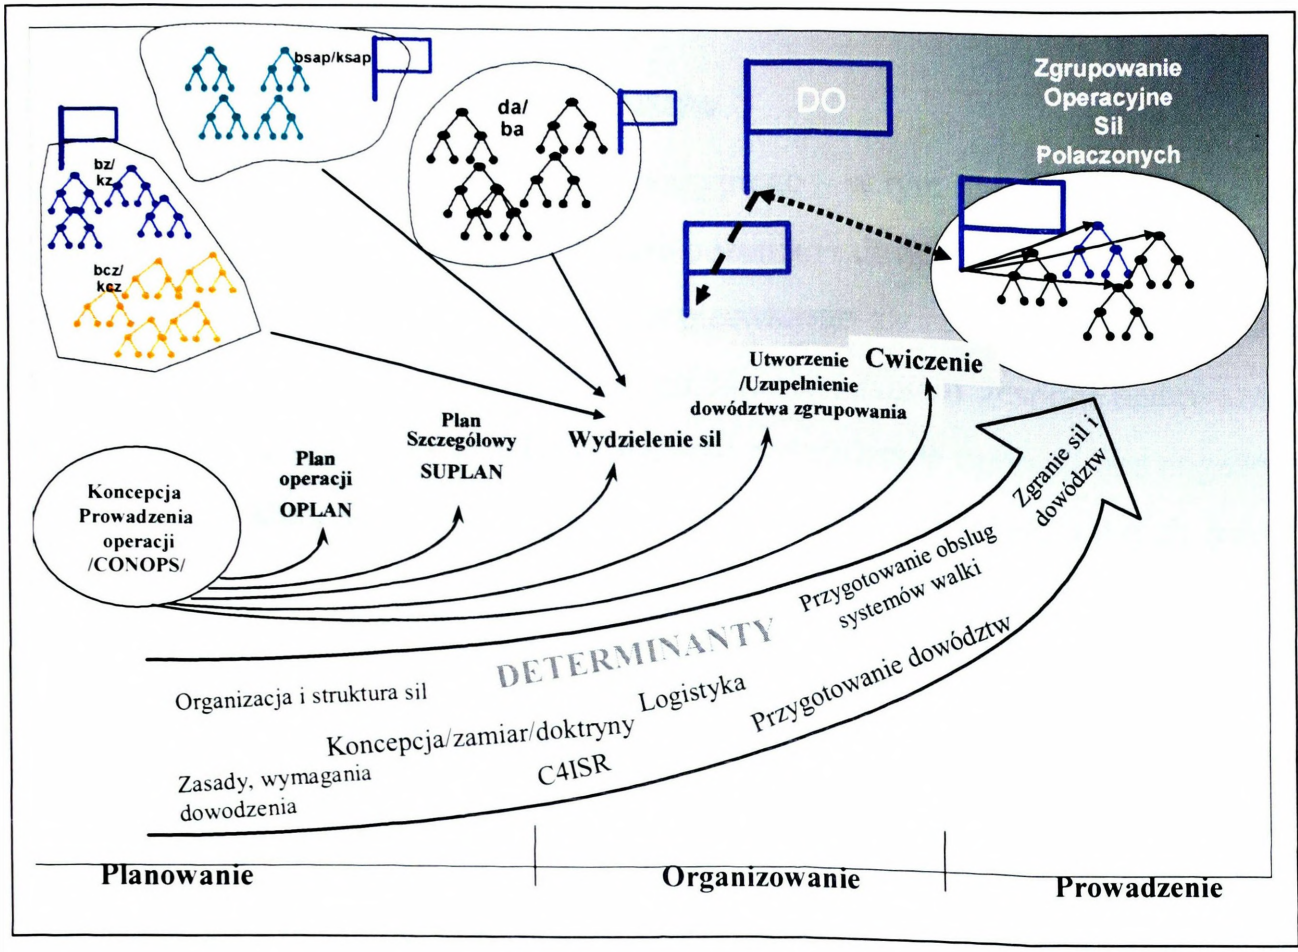 bsap/ksap
da/
ba
bz/
kz
bcz/
kcz
DO
Zgrupowanie
Operacyjne
Sil
Polaczonych
Koncepcja
Prowadzenia
operacji
/CONOPS/
Plan
operacji
OPLAN
Plan
Szczególowy
SUPLAN
Wydzielenie sil
Utworzenie
/Uzupelnienie
dowództwa zgrupowania
Cwiczenie
Zgranie sil i
dowództw
Przygotowanie obslug
systemów walki
DETERMINANTY
Organizacja i struktura sil
Logistyka
Przygotowanie dowództw
Koncepcja/zamiar/doktryny
C4ISR
Zasady, wymagania
dowodzenia
Planowanie
Organizowanie
Prowadzenie